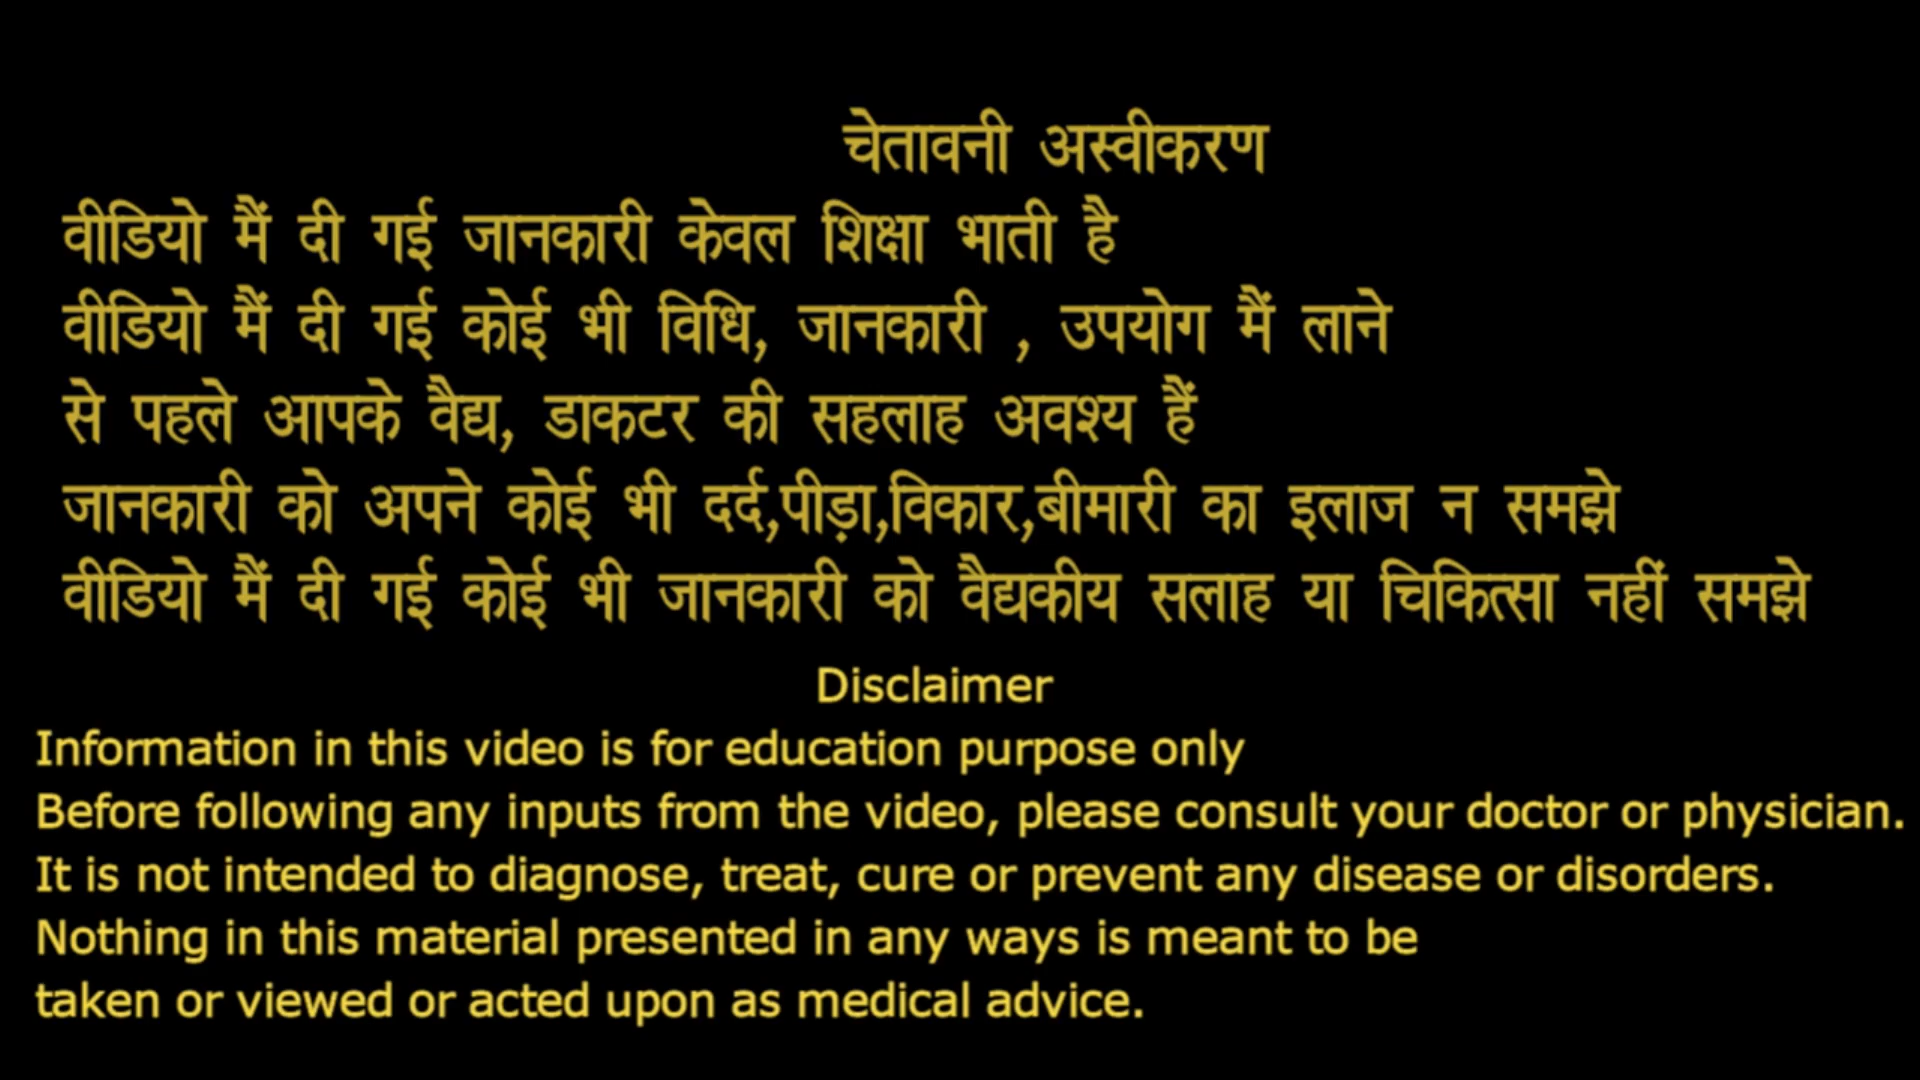 चेतावनी अस्वीकरण
वीडियो मैं दी गई जानकारी केवल शिक्षा भाती है
वीडियो मैं दी गई कोई भी विधि, जानकारी , उपयोग मैं लाने
से पहले आपके वैद्य, डाकटर की सहलाह अवश्य हैं
जानकारी को अपने कोई भी दर्द,पीड़ा,विकार,बीमारी का इलाज न समझे
वीडियो मैं दी गई कोई भी जानकारी को वैद्यकीय सलाह या चिकित्सा नहीं समझे
Disclaimer
Information in this video is for education purpose only
Before following any inputs from the video, please consult your doctor or physician.
It is not intended to diagnose, treat, cure or prevent any disease or disorders.
Nothing in this material presented in any ways is meant to be
taken or viewed or acted upon as medical advice.